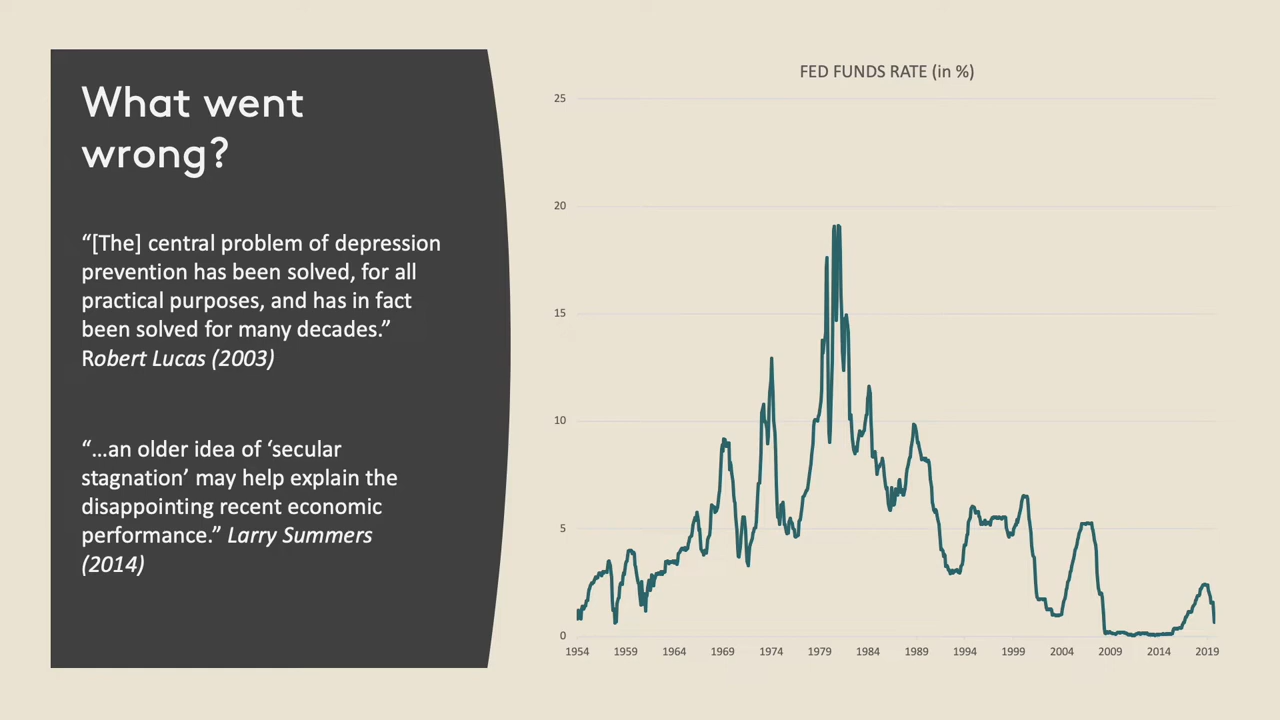 What went
wrong?
“[The] central problem of depression
prevention has been solved, for all
practical purposes, and has in fact
been solved for many decades.”
Robert Lucas (2003)
“…an older idea of ‘secular
stagnation’ may help explain the
disappointing recent economic
performance.” Larry Summers
(2014)
FED FUNDS RATE (in %)
25
20
15
10
5
0
1954 1959 1964 1969 1974 1979 1984 1989 1994 1999 2004 2009 2014 2019